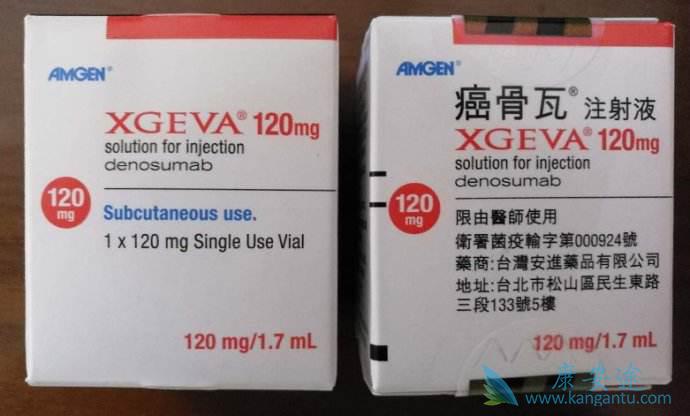 AMGEN®
XGEVA® 120mg
solution for injection
denosumab
120
mg
Subcutaneous use.
1 x 120 mg Single Use Vial
120 mg/1.7 mL
AMGEN®
癌骨瓦® 注射液
XGEVA® 120mg
solution for injection
denosumab
120
mg
限由醫師使用
衛署菌疫輸字第000924號
藥商:台灣安進藥品有限公司
地址:台北市松山區民生東路
三段133號5樓
120 mg/1.7 mL
康安途
www.kangantu.com